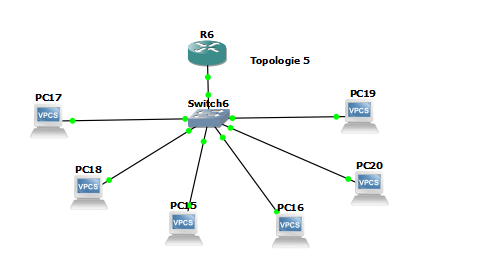 R6
Topologie 5
PC17
PC19
Switch6
VPCS
VPCS
PC18
PC20
VPCS
VPCS
PC15
PC16
VPCS
VPCS